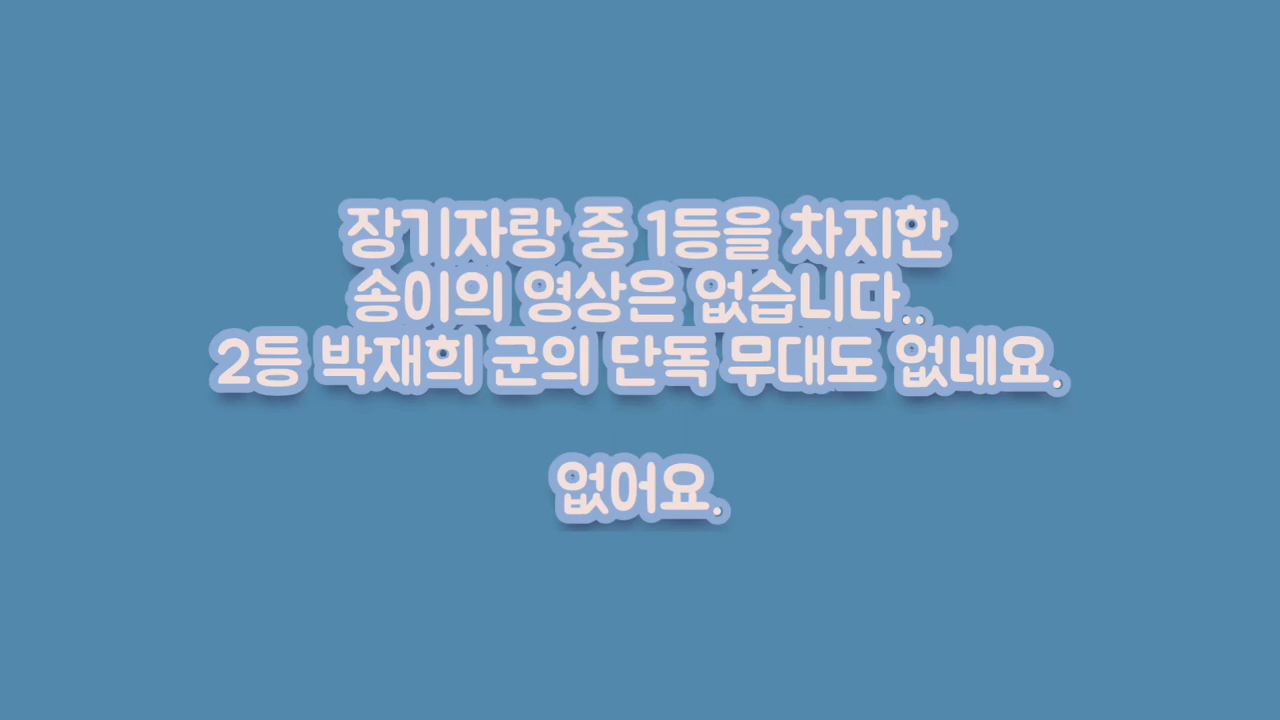 장기자랑 중 1등을 차지한
송이의 영상은 없습니다..
2등 박재희 군의 단독 무대도 없네요.
없어요.